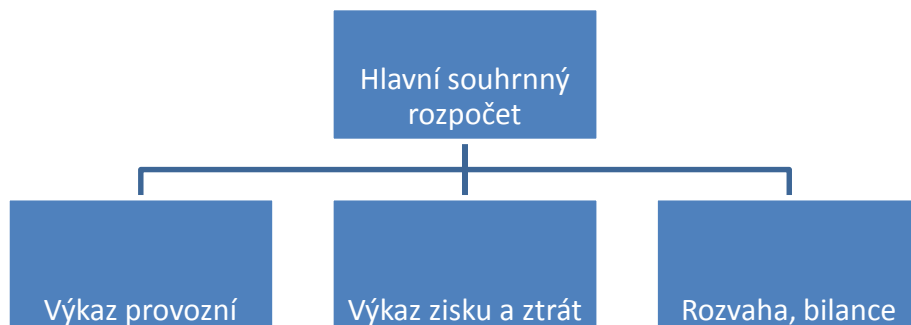 Hlavní souhrnný
rozpočet
Výkaz provozní
Výkaz zisku a ztrát
Rozvaha, bilance